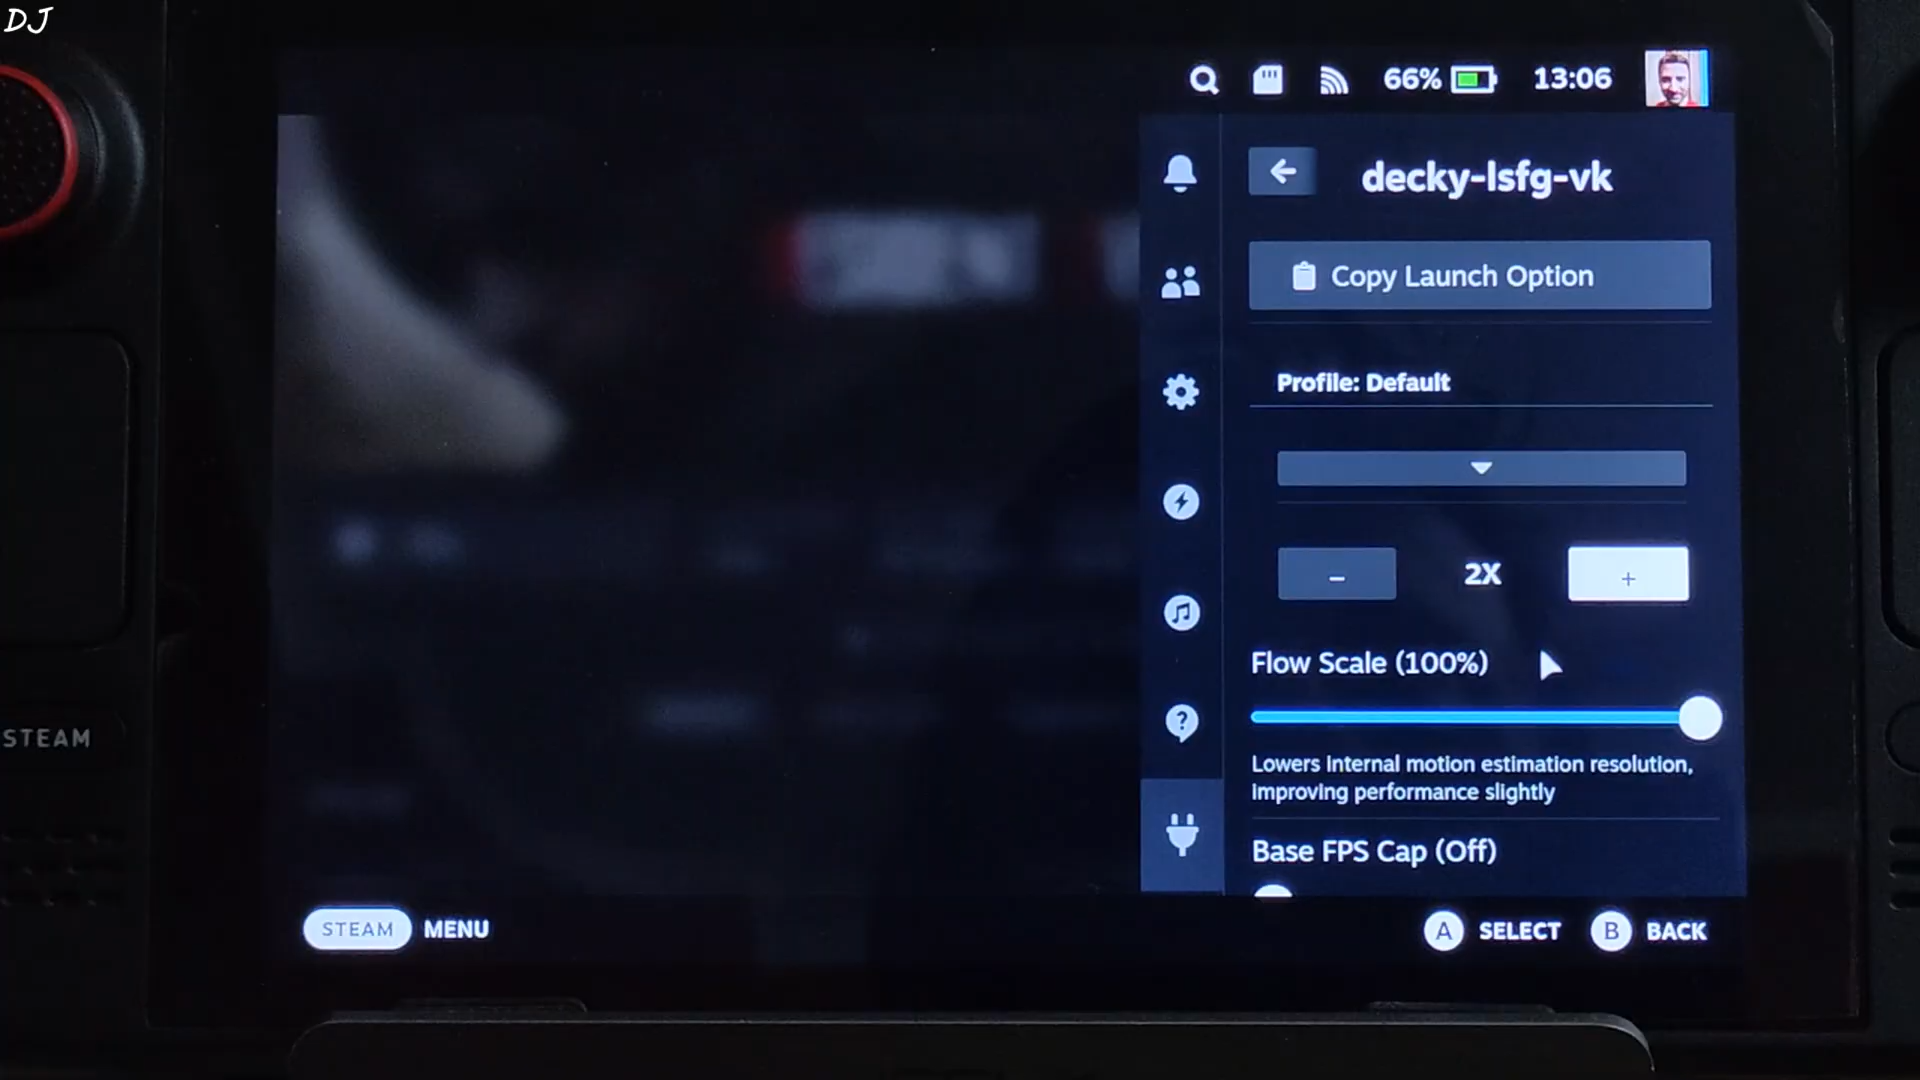 DJ
66%
13:06
decky-lsfg-vk
Copy Launch Option
Profile: Default
2X
Flow Scale (100%)
Lowers internal motion estimation resolution,
improving performance slightly
Base FPS Cap (Off)
STEAM
STEAM MENU
A SELECT B BACK